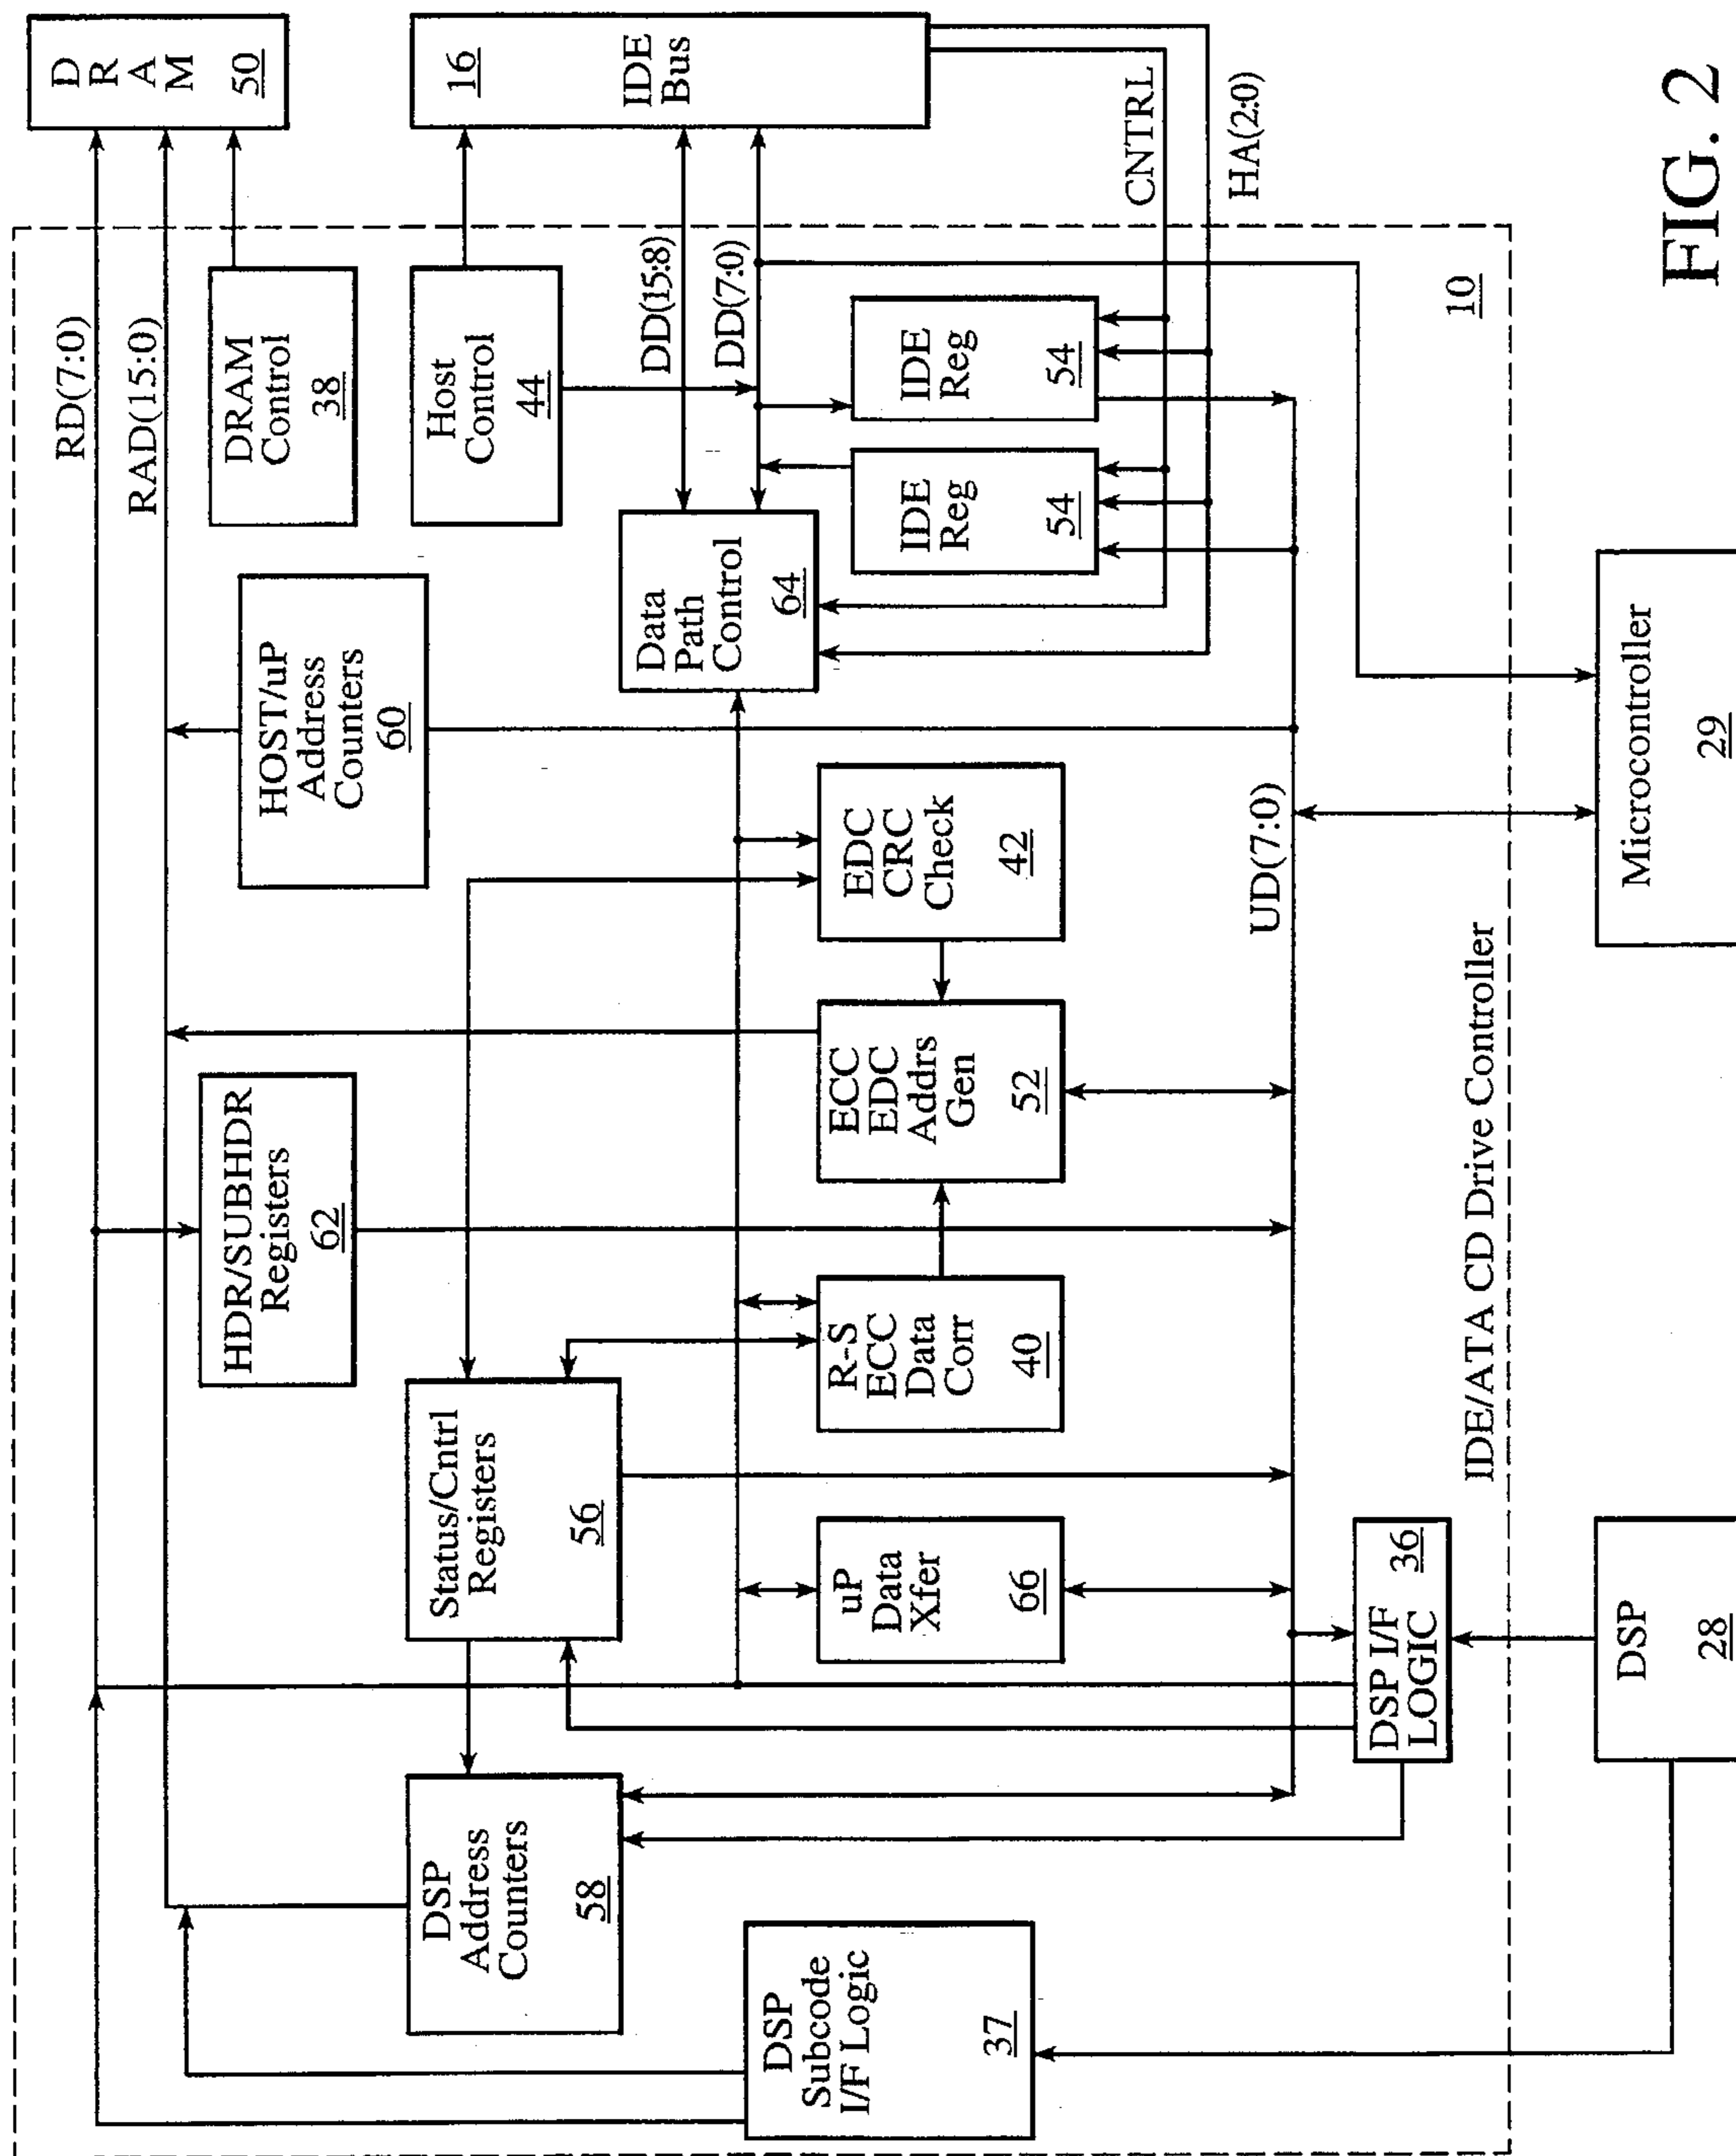 RD(7:0)
RAD(15:0)
D
R
A
M
50
DRAM
Control
38
HOST/uP
Address
Counters
60
HDR/SUBHDR
Registers
62
Host
Control
44
16
IDE
Bus
Status/Cntrl
Registers
56
DSP
Address
Counters
58
DD(15:8)
DD(7:0)
Data
Path
Control
64
DSP
Subcode
I/F Logic
37
uP
Data
Xfer
66
R-S
ECC
Data
Corr
40
ECC
EDC
Addrs
Gen
52
EDC
CRC
Check
42
IDE
Reg
54
IDE
Reg
54
CNTRL
HA(2:0)
UD(7:0)
DSP I/F
LOGIC
36
IDE/ATA CD Drive Controller
10
DSP
28
Microcontroller
29
FIG. 2